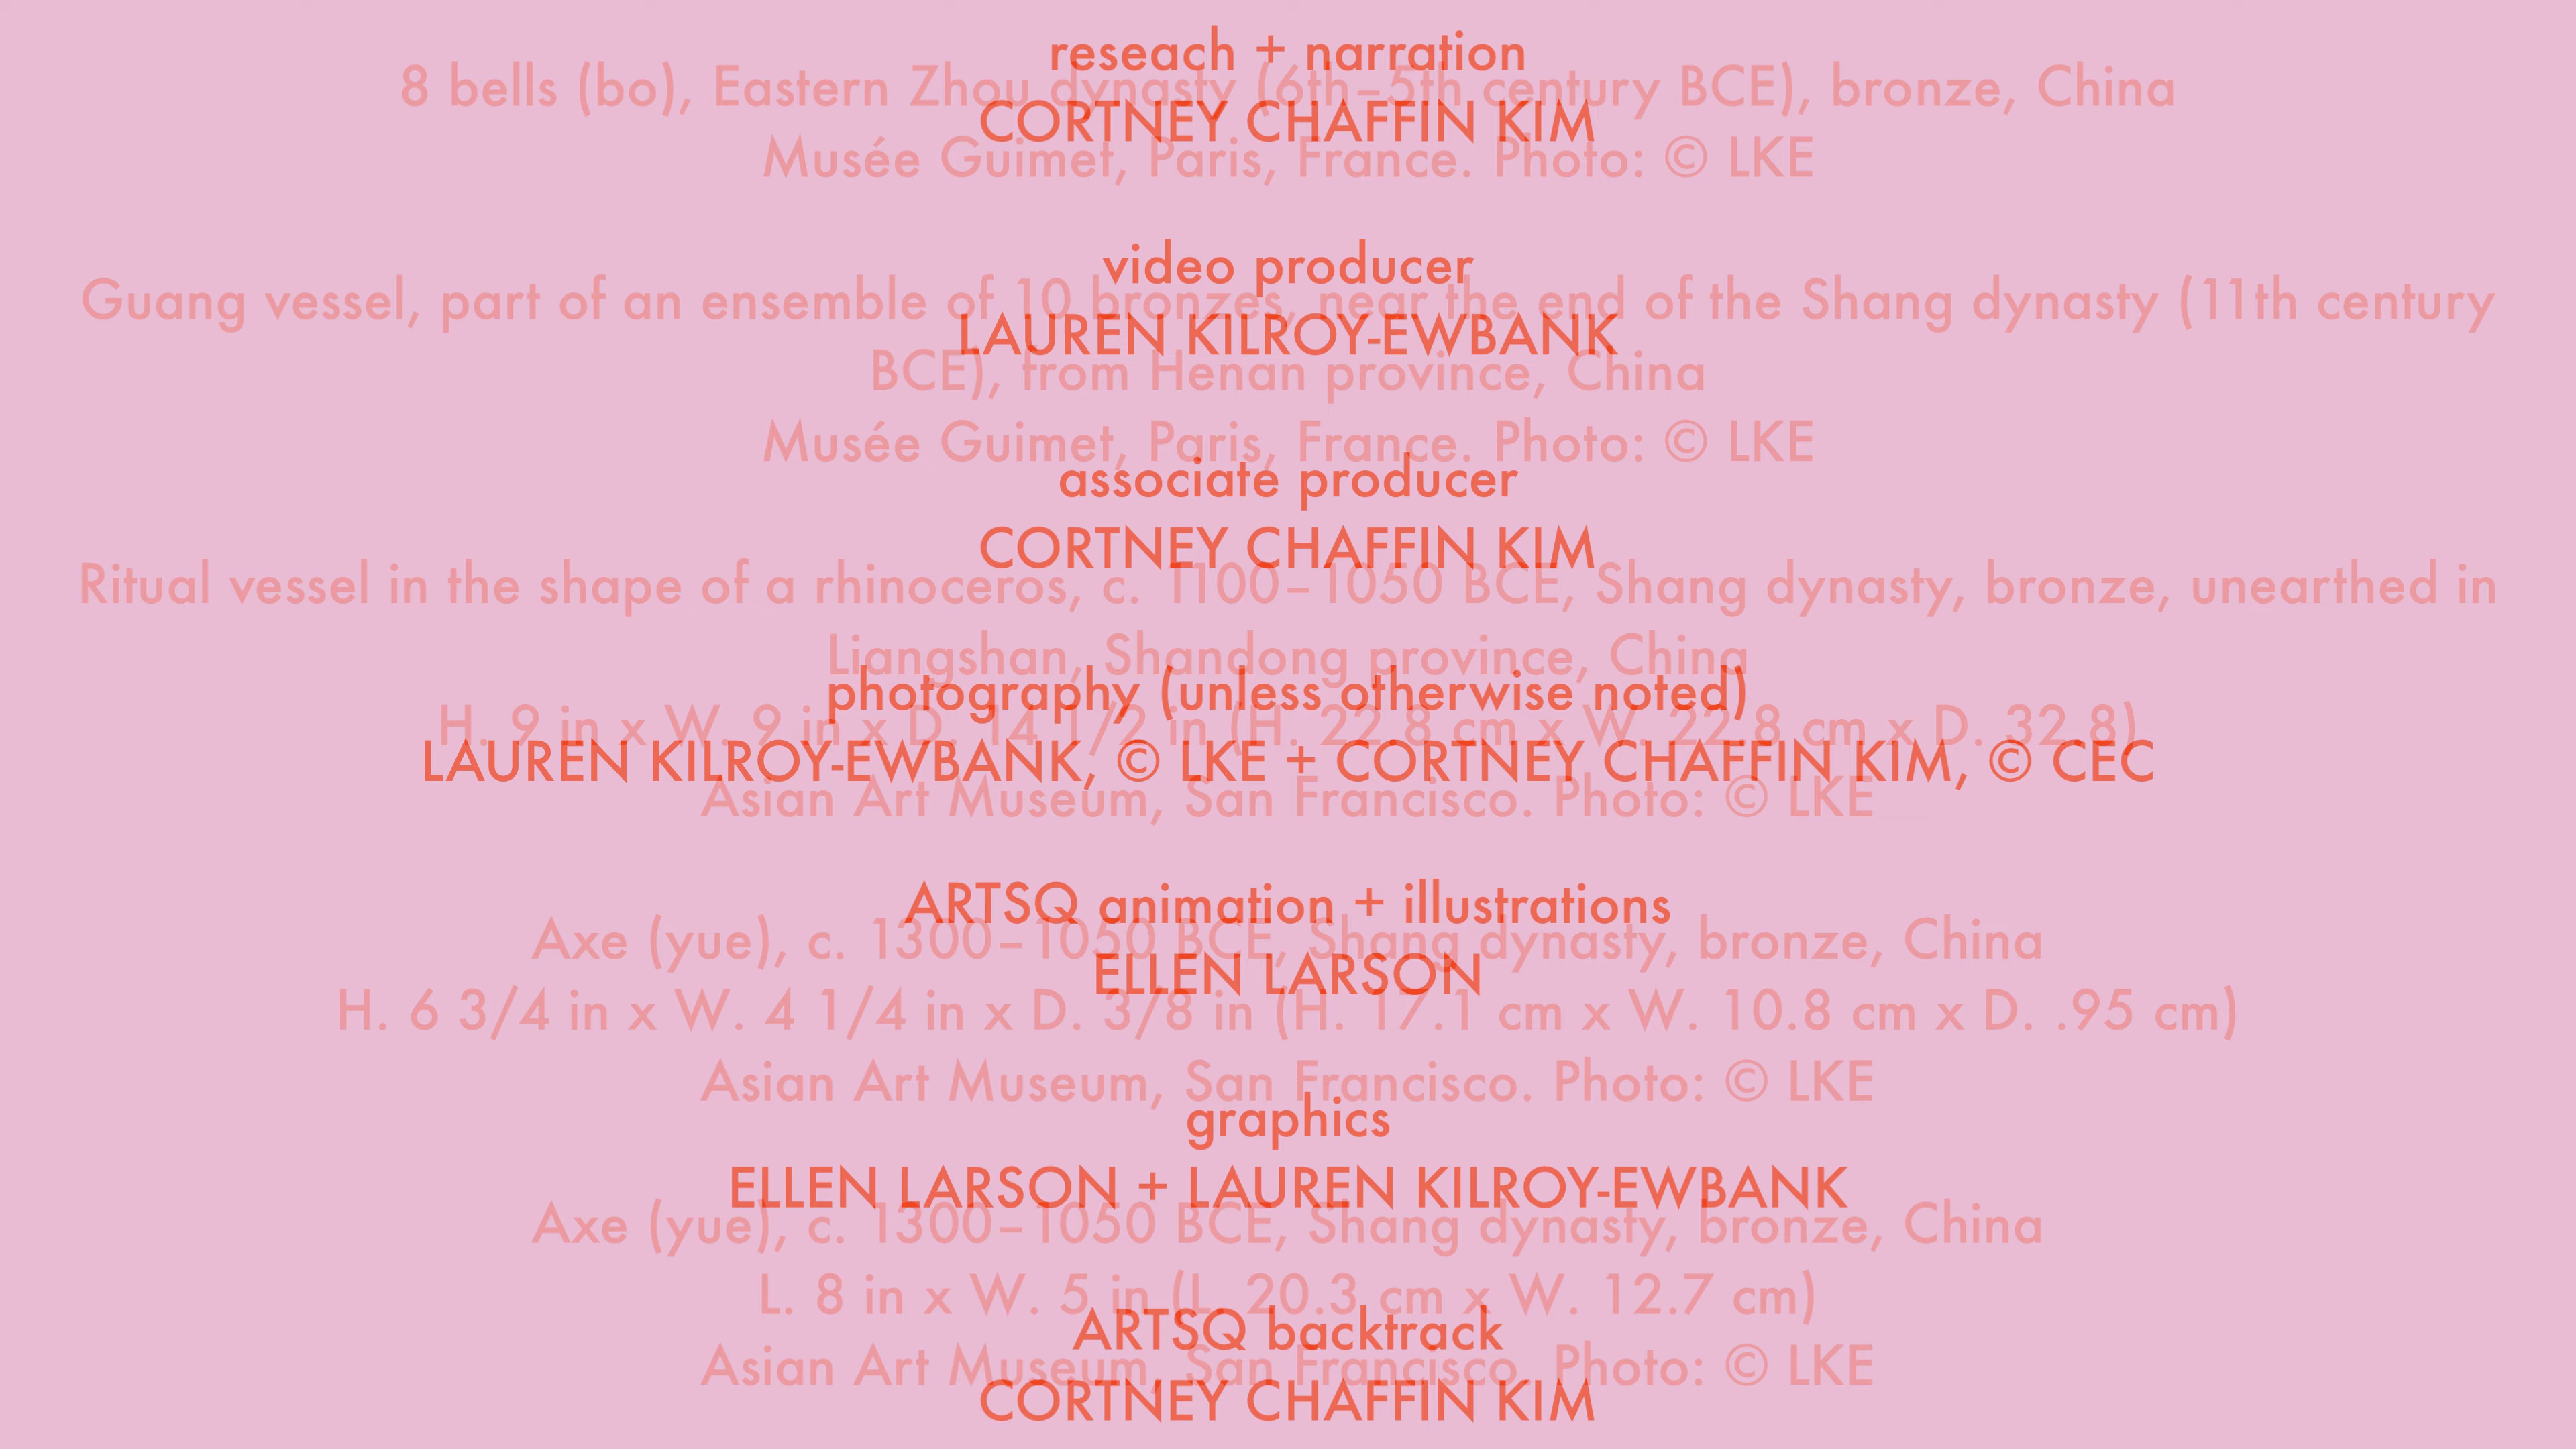 reseach + narration
8 bells (bo), Eastern Zhou dynasty (6th–5th century BCE), bronze, China
CORTNEY CHAFFIN KIM
Musée Guimet, Paris, France. Photo: © LKE
video producer
Guang vessel, part of an ensemble of 10 bronzes, near the end of the Shang dynasty (11th century
LAUREN KILROY-EWBANK
BCE), from Henan province, China
Musée Guimet, Paris, France. Photo: © LKE
associate producer
CORTNEY CHAFFIN KIM
Ritual vessel in the shape of a rhinoceros, c. 1100–1050 BCE, Shang dynasty, bronze, unearthed in
Liangshan, Shandong province, China
photography (unless otherwise noted)
H. 9 in x W. 9 in x D. 14 1/2 in (H. 22.8 cm x W. 22.8 cm x D. 32.8)
LAUREN KILROY-EWBANK, © LKE + CORTNEY CHAFFIN KIM, © CEC
Asian Art Museum, San Francisco. Photo: © LKE
ARTSQ animation + illustrations
Axe (yue), c. 1300–1050 BCE, Shang dynasty, bronze, China
ELLEN LARSON
H. 6 3/4 in x W. 4 1/4 in x D. 3/8 in (H. 17.1 cm x W. 10.8 cm x D. .95 cm)
Asian Art Museum, San Francisco. Photo: © LKE
graphics
ELLEN LARSON + LAUREN KILROY-EWBANK
Axe (yue), c. 1300–1050 BCE, Shang dynasty, bronze, China
L. 8 in x W. 5 in (L. 20.3 cm x W. 12.7 cm)
ARTSQ backtrack
Asian Art Museum, San Francisco. Photo: © LKE
CORTNEY CHAFFIN KIM